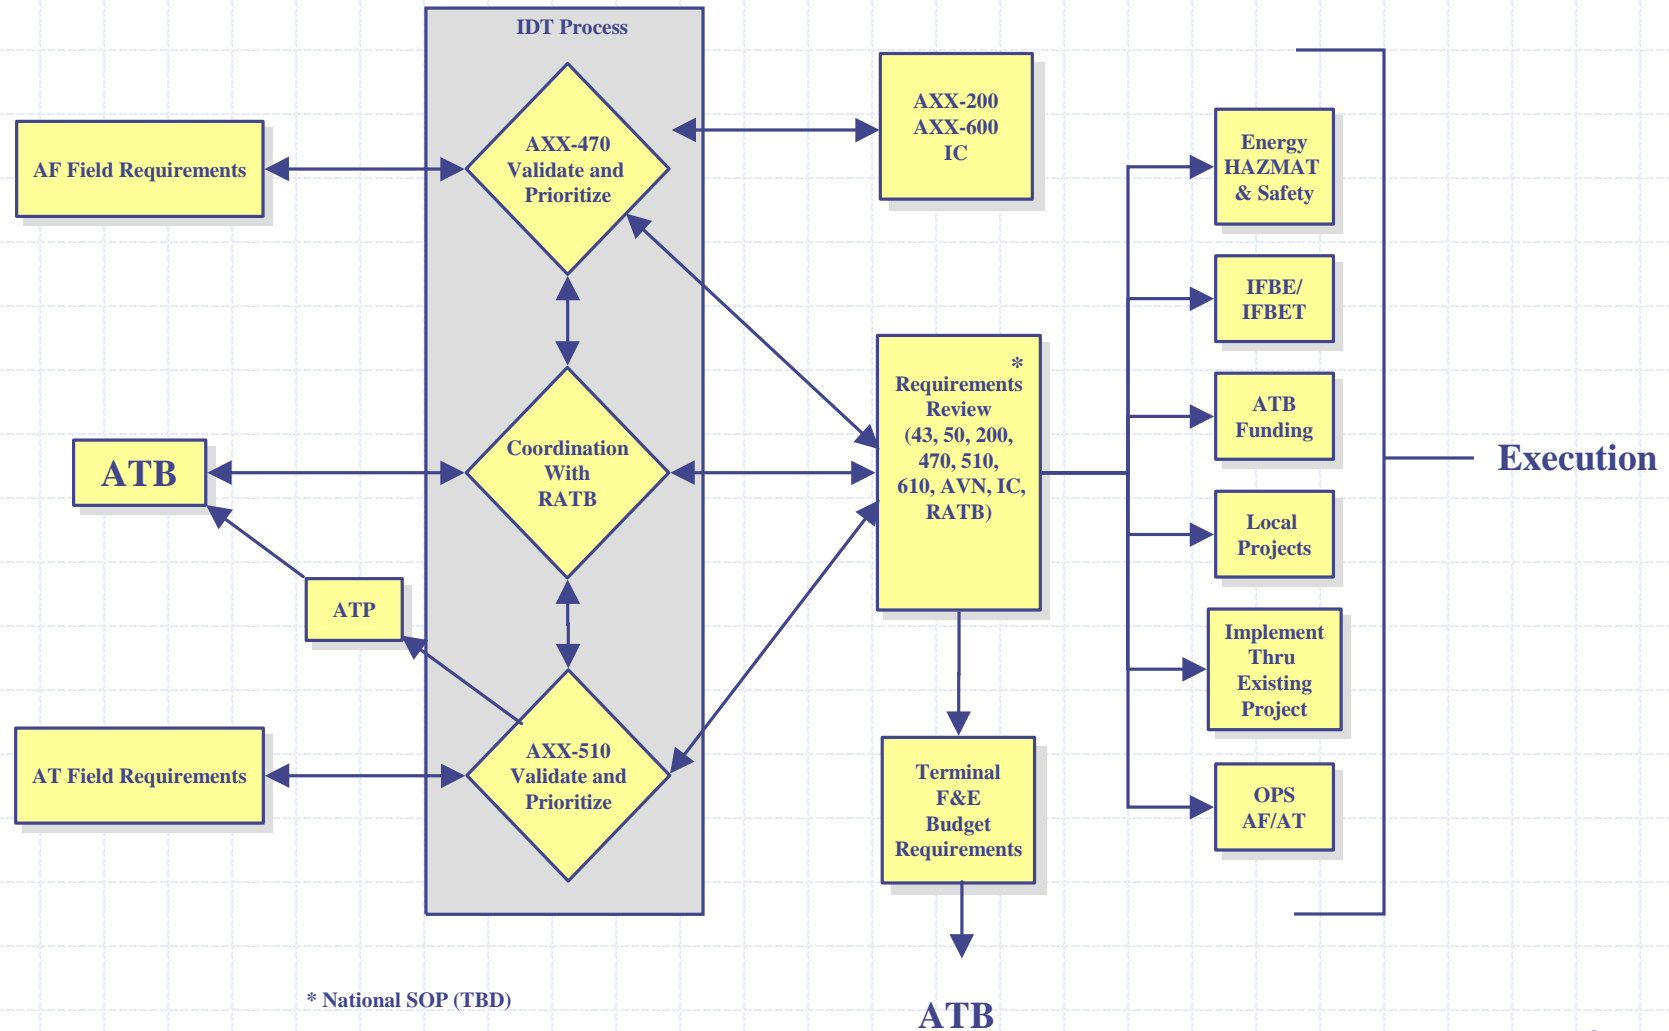 IDT Process
AF Field Requirements
AXX-470
Validate and
Prioritize
AXX-200
AXX-600
IC
Energy
HAZMAT
& Safety
IFBE/
IFBET
ATB
Coordination
With
RATB
*
Requirements
Review
(43, 50, 200,
470, 510,
610, AVN, IC,
RATB)
ATB
Funding
Execution
Local
Projects
ATP
Implement
Thru
Existing
Project
AT Field Requirements
AXX-510
Validate and
Prioritize
Terminal
F&E
Budget
Requirements
OPS
AF/AT
* National SOP (TBD)
ATB